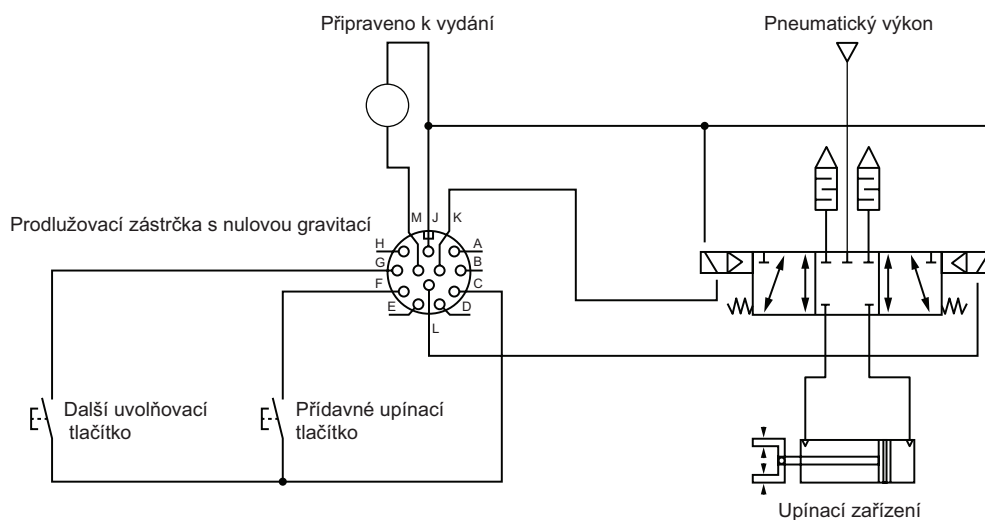 Připraveno k vydání
Pneumatický výkon
Prodlužovací zástrčka s nulovou gravitací
M J K
H A
G B
F C
E D
L
Další uvolňovací
tlačítko
Přídavné upínací
tlačítko
Upínací zařízení